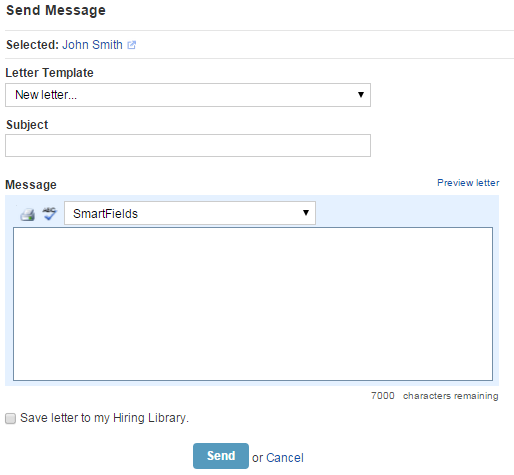 Send Message
Selected: John Smith
Letter Template
New letter...
Subject
Message
Preview letter
ABC
SmartFields
7000 characters remaining
Save letter to my Hiring Library.
Send or Cancel